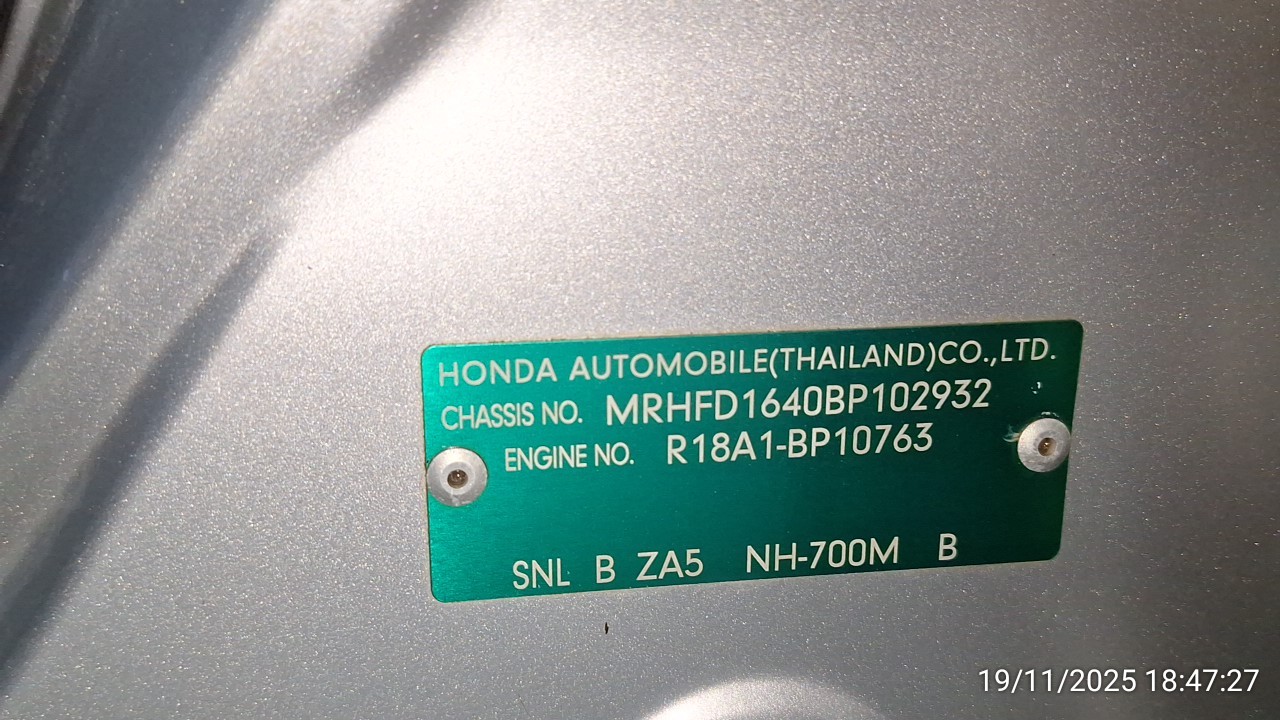 HONDA AUTOMOBILE(THAILAND)CO.,LTD.
CHASSIS NO. MRHFD1640BP102932
ENGINE NO. R18A1-BP10763
SNL B ZA5 NH-700M B
19/11/2025 18:47:27